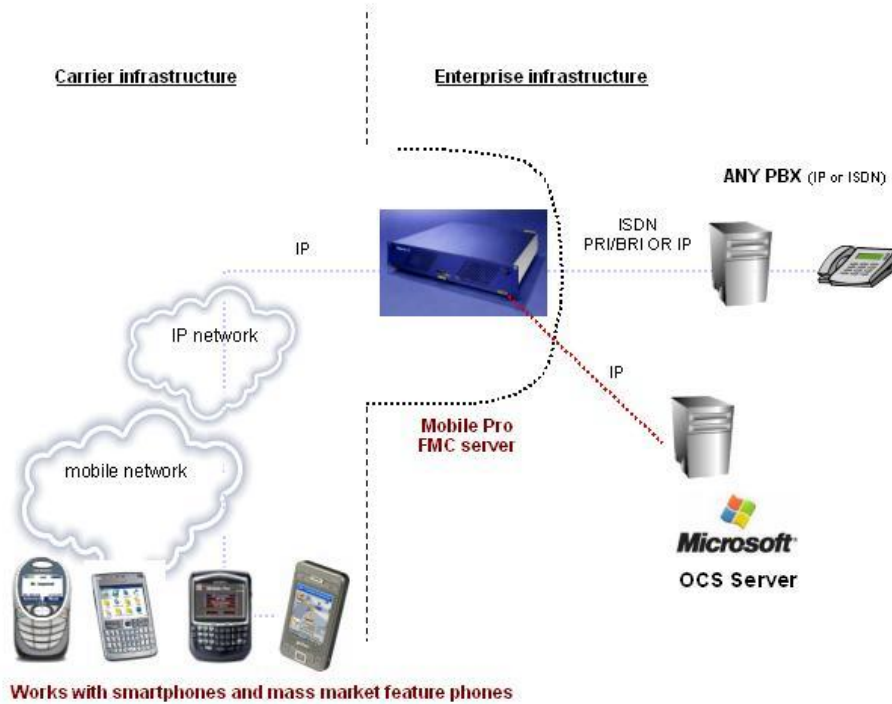 Carrier infrastructure
Enterprise infrastructure
ANY PBX (IP or ISDN)
ISDN
PRI/BRI OR IP
IP
IP network
IP
Mobile Pro
FMC server
mobile network
Microsoft
OCS Server
Works with smartphones and mass market feature phones